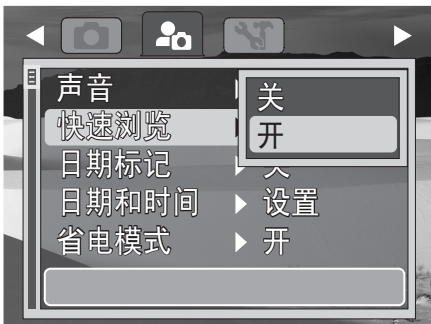 声音
关
快速浏览
开
日期标记
日期和时间 设置
省电模式 开